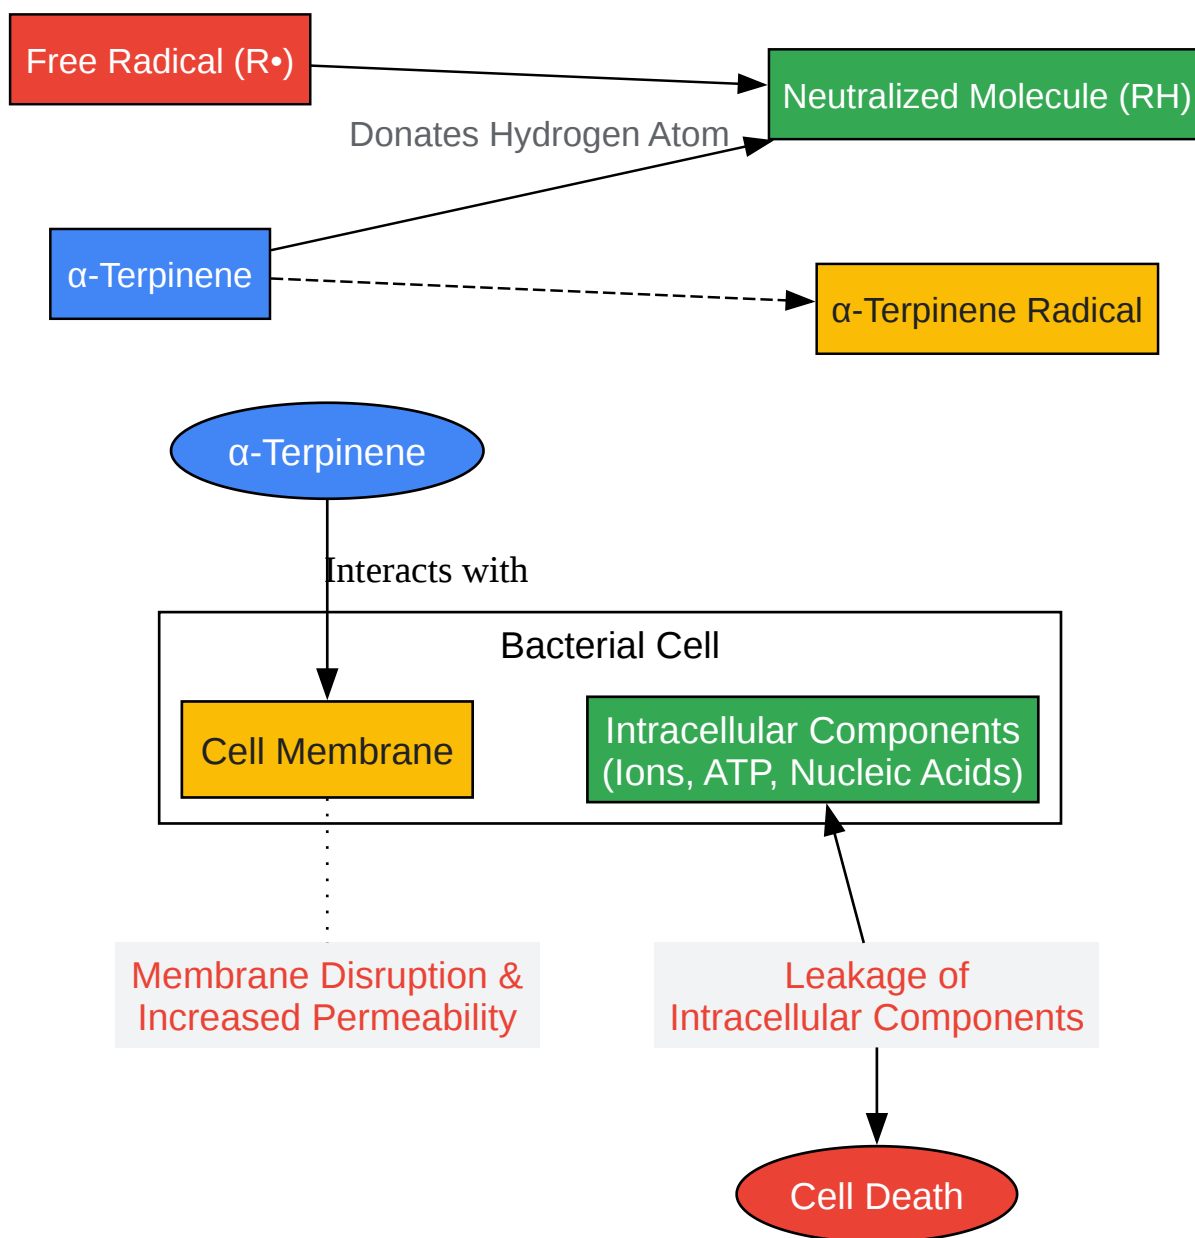 Free Radical (R•)
Neutralized Molecule (RH)
Donates Hydrogen Atom
α-Terpinene
α-Terpinene Radical
α-Terpinene
Interacts with
Bacterial Cell
Cell Membrane
Intracellular Components
(Ions, ATP, Nucleic Acids)
Membrane Disruption &
Increased Permeability
Leakage of
Intracellular Components
Cell Death